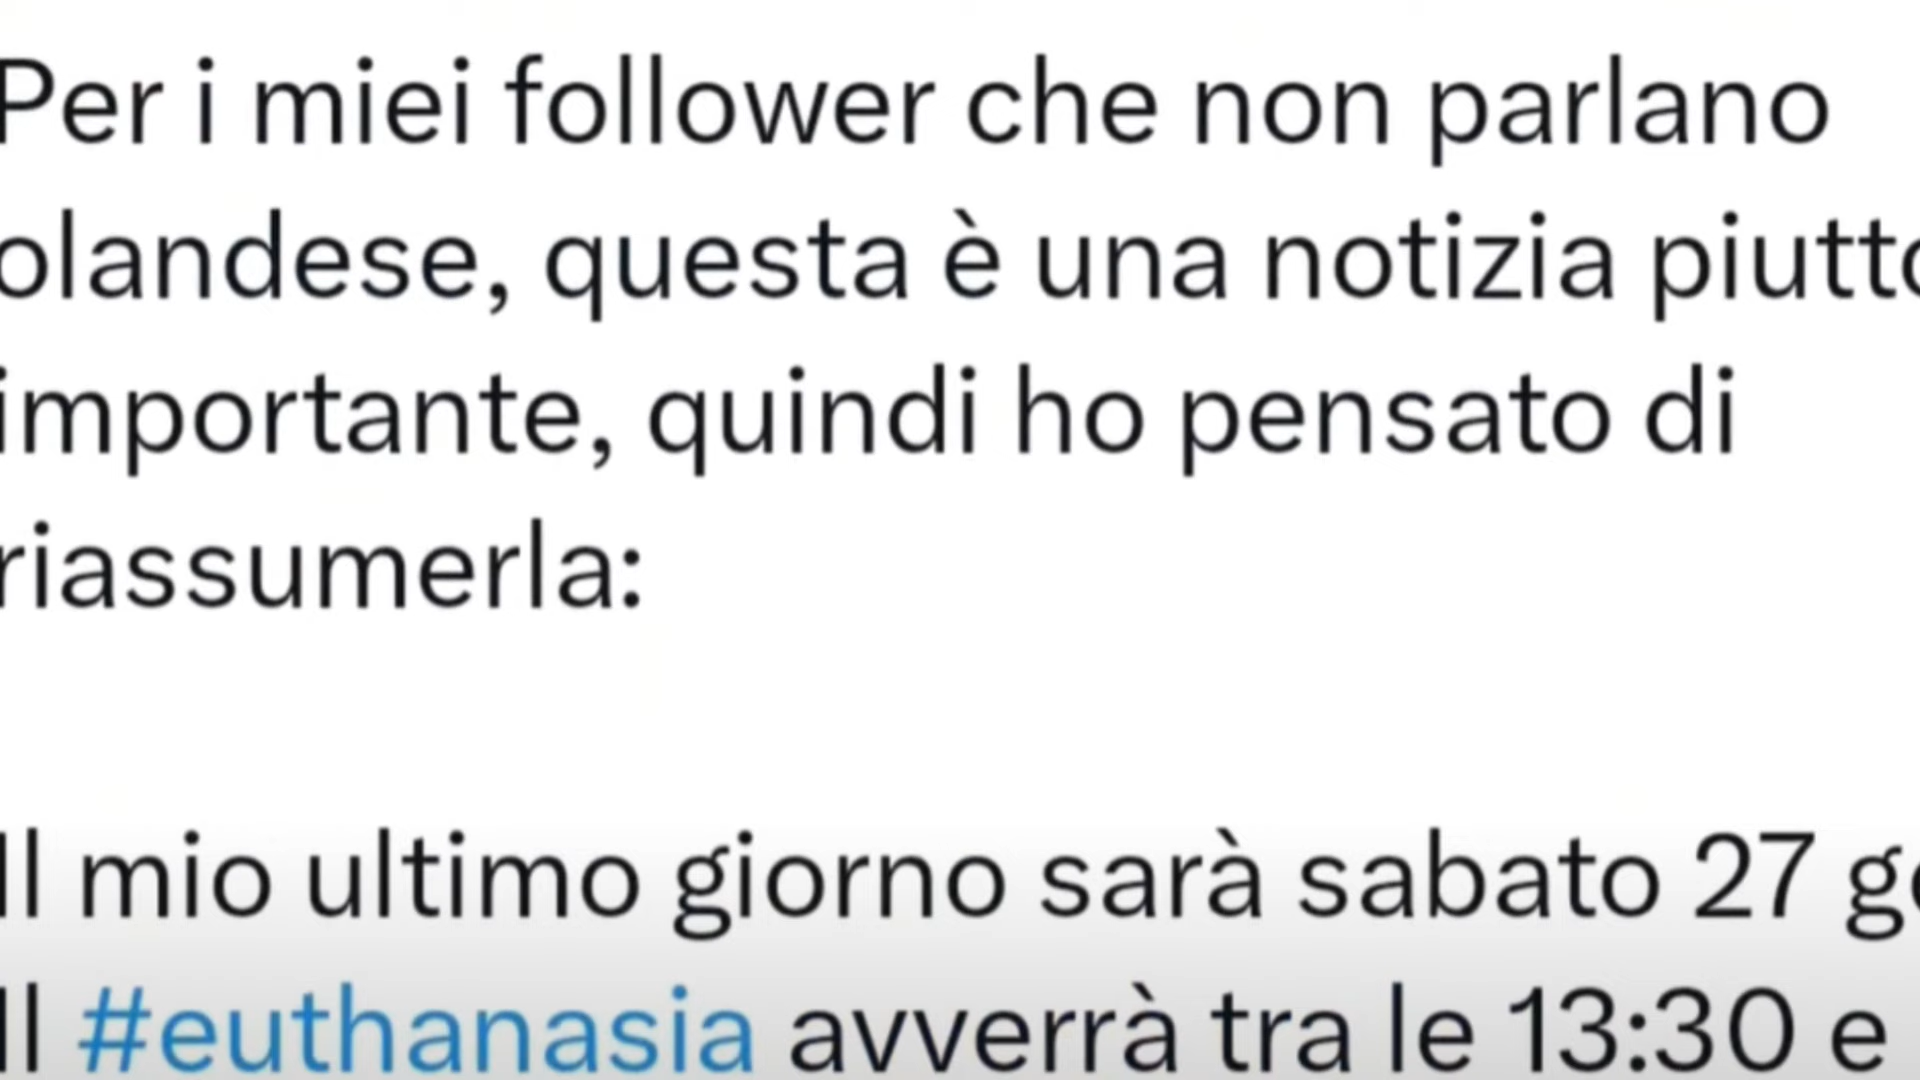 Per i miei follower che non parlano
olandese, questa è una notizia
importante, quindi ho pensato di
riassumerla:
Il mio ultimo giorno sarà sabato 27
Il #euthanasia avverrà tra le 13:30 e